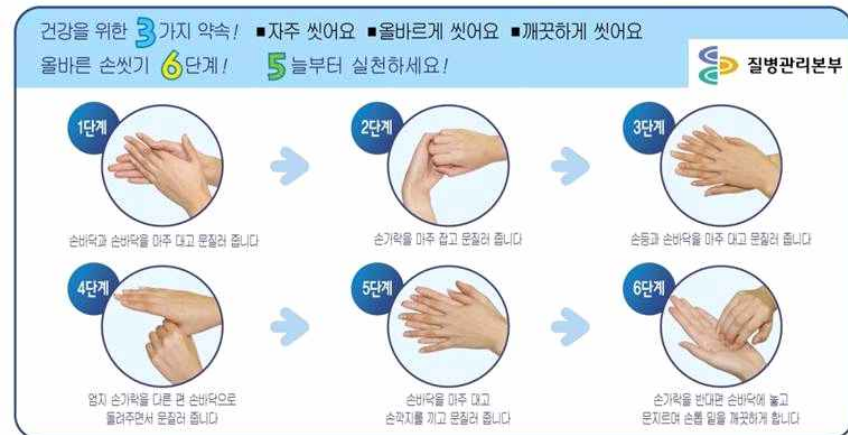 건강을 위한 3가지 약속! ■자주 씻어요 ■올바르게 씻어요 ■깨끗하게 씻어요
올바른 손씻기 6단계! 5늘부터 실천하세요!
질병관리본부
1단계
2단계
3단계
손바닥과 손바닥을 마주 대고 문질러 줍니다
손가락을 마주 잡고 문질러 줍니다
손등과 손바닥을 마주 대고 문질러 줍니다
4단계
5단계
6단계
엄지 손가락을 다른 편 손바닥으로
돌려주면서 문질러 줍니다
손바닥을 마주 대고
손깍지를 끼고 문질러 줍니다
손가락을 반대편 손바닥에 놓고
문지르며 손톱 밑을 깨끗하게 합니다